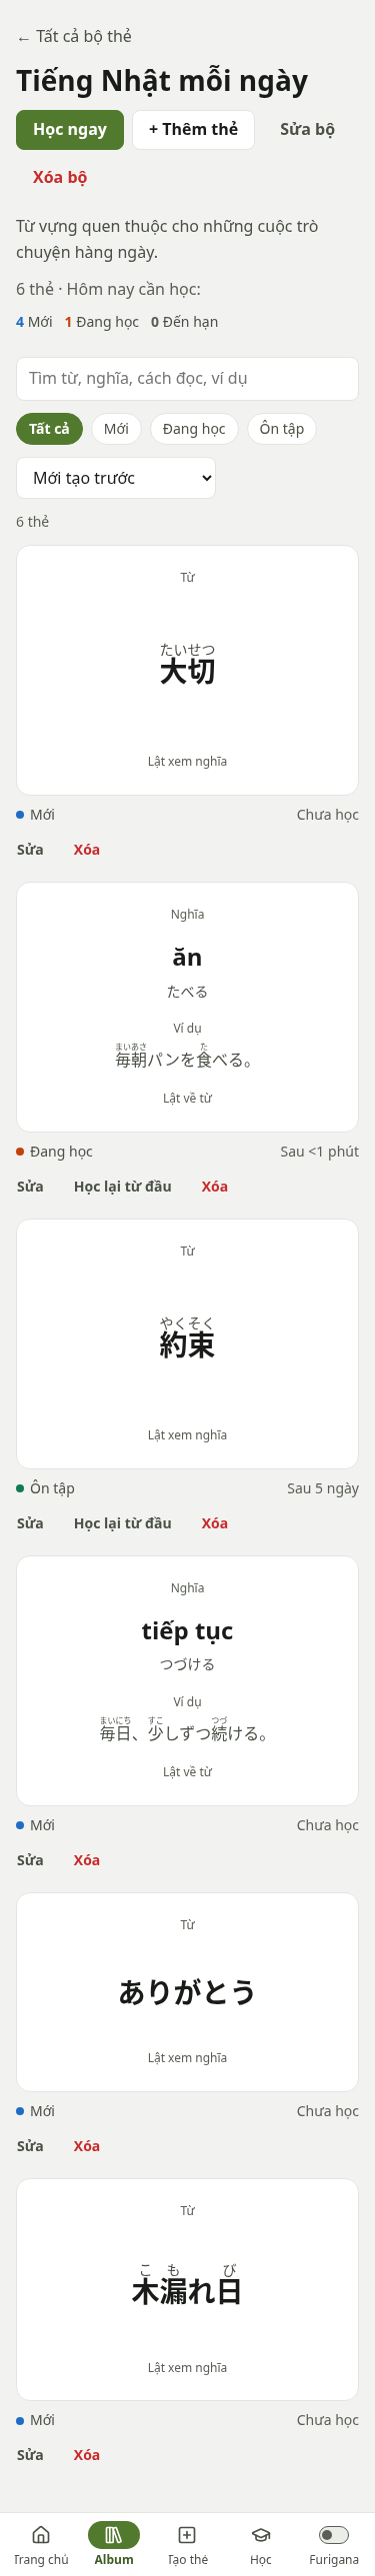 ← Tất cả bộ thẻ
Tiếng Nhật mỗi ngày
Học ngay
+ Thêm thẻ
Sửa bộ
Xóa bộ
Từ vựng quen thuộc cho những cuộc trò
chuyện hàng ngày.
6 thẻ · Hôm nay cần học:
4 Mới 1 Đang học 0 Đến hạn
Tìm từ, nghĩa, cách đọc, ví dụ
Tất cả
Mới
Đang học
Ôn tập
Mới tạo trước
6 thẻ
Từ
たいせつ
大切
Lật xem nghĩa
Mới
Chưa học
Sửa
Xóa
Nghĩa
ăn
たべる
Ví dụ
まいあさ た
毎朝パンを食べる。
Lật về từ
Đang học
Sau <1 phút
Sửa
Học lại từ đầu
Xóa
Từ
やくそく
約束
Lật xem nghĩa
Ôn tập
Sau 5 ngày
Sửa
Học lại từ đầu
Xóa
Nghĩa
tiếp tục
つづける
Ví dụ
まいにち すこ つづ
毎日、少しずつ続ける。
Lật về từ
Mới
Chưa học
Sửa
Xóa
Từ
ありがとう
Lật xem nghĩa
Mới
Chưa học
Sửa
Xóa
Từ
こ も び
木漏れ日
Lật xem nghĩa
Mới
Chưa học
Sửa
Xóa
Trang chủ
Album
Tạo thẻ
Học
Furigana